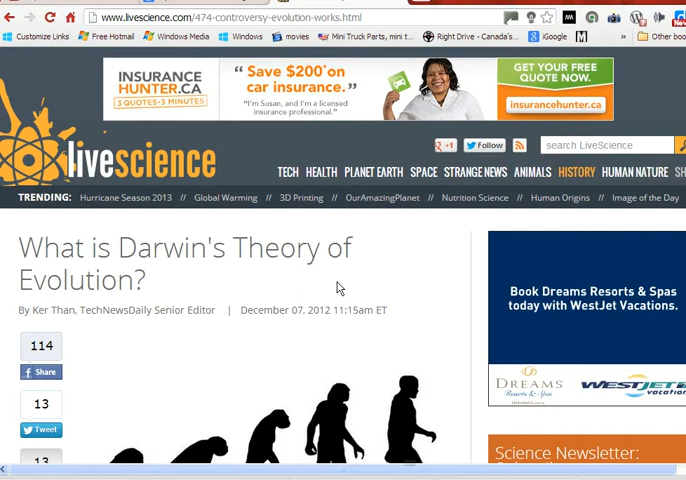 www.livescience.com/474-controversy-evolution-works.html
Customize Links Free Hotmail Windows Media Windows movies Mini Truck Parts, mini t... Right Drive - Canada's... iGoogle M » Other boo
INSURANCE
HUNTER.CA
3 QUOTES-3 MINUTES
“ Save $200* on
car insurance. ”
"I'm Susan, and I'm a licensed
insurance professional."
GET YOUR FREE
QUOTE NOW.
insurancehunter.ca
livescience
g +1 Follow search LiveScience
TECH HEALTH PLANET EARTH SPACE STRANGE NEWS ANIMALS HISTORY HUMAN NATURE SH
TRENDING: Hurricane Season 2013 // Global Warming // 3D Printing // OurAmazingPlanet // Nutrition Science // Human Origins // Image of the Day
What is Darwin's Theory of
Evolution?
By Ker Than, TechNewsDaily Senior Editor | December 07, 2012 11:15am ET
114
f Share
13
Tweet
13
Book Dreams Resorts & Spas
today with WestJet Vacations.
DREAMS
Resorts & Spas
WESTJET
vacations
Science Newsletter: